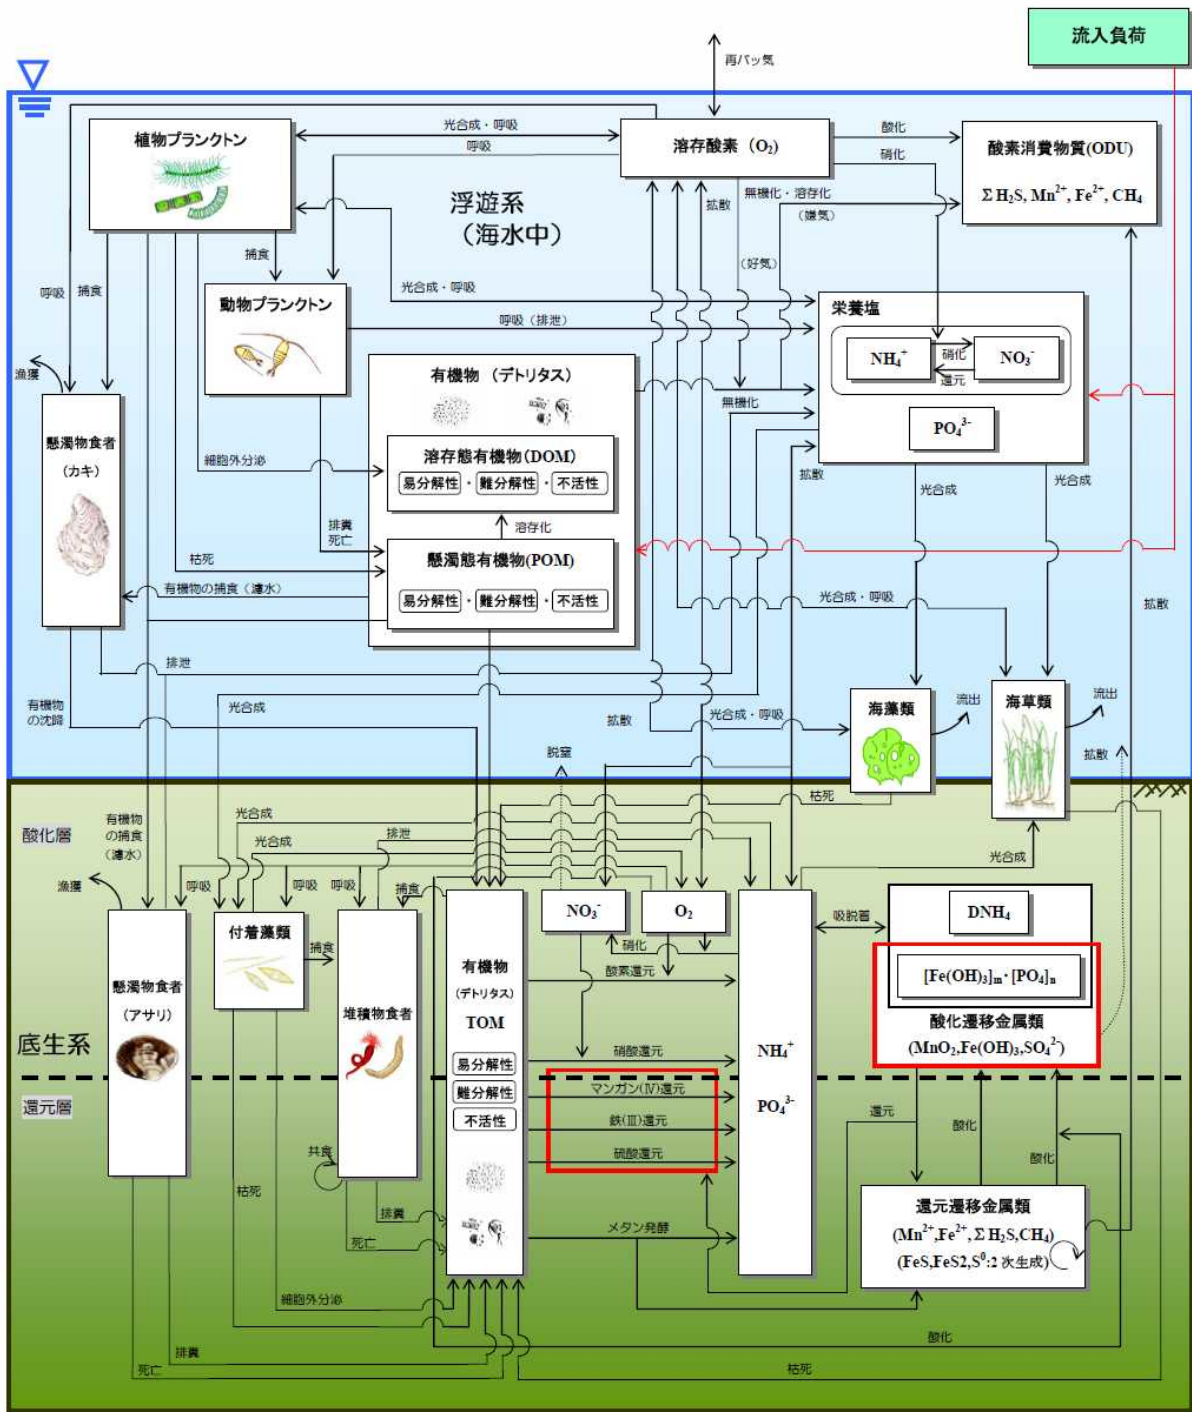 流入負荷
再バッ気
植物プランクトン
光合成・呼吸
呼吸
溶存酸素（O₂）
酸化
硝化
酸素消費物質(ODU)
ΣH₂S, Mn²⁺, Fe²⁺, CH₄
浮遊系
（海水中）
拡散
無機化・溶存化
（嫌気）
（好気）
捕食
呼吸
捕食
光合成・呼吸
動物プランクトン
呼吸（排泄）
栄養塩
NH₄⁺
硝化
還元
NO₃⁻
PO₄³⁻
漁獲
懸濁物食者
（カキ）
有機物 （デトリタス）
無機化
溶存態有機物(DOM)
易分解性・難分解性・不活性
細胞外分泌
拡散
光合成
光合成
排糞
死亡
溶存化
枯死
懸濁態有機物(POM)
易分解性・難分解性・不活性
有機物の捕食（濾水）
光合成・呼吸
拡散
排泄
有機物
の沈降
光合成
拡散
光合成・呼吸
海藻類
流出
海草類
流出
拡散
脱窒
枯死
酸化層
有機物
の捕食
（濾水）
光合成
光合成
排泄
光合成
漁獲
呼吸
呼吸
呼吸
捕食
NO₃⁻
O₂
吸脱着
DNH₄
付着藻類
捕食
硝化
酸素還元
[Fe(OH)₃]ₘ・[PO₄]ₙ
懸濁物食者
（アサリ）
堆積物食者
有機物
（デトリタス）
TOM
酸化遷移金属類
(MnO₂,Fe(OH)₃,SO₄²⁻)
底生系
易分解性
難分解性
不活性
硝酸還元
NH₄⁺
PO₄³⁻
還元層
マンガン(Ⅳ)還元
鉄(Ⅲ)還元
硫酸還元
還元
酸化
酸化
共食
枯死
排糞
死亡
メタン発酵
還元遷移金属類
(Mn²⁺,Fe²⁺,ΣH₂S,CH₄)
(FeS,FeS2,S⁰:2 次生成)
細胞外分泌
酸化
排糞
死亡
枯死